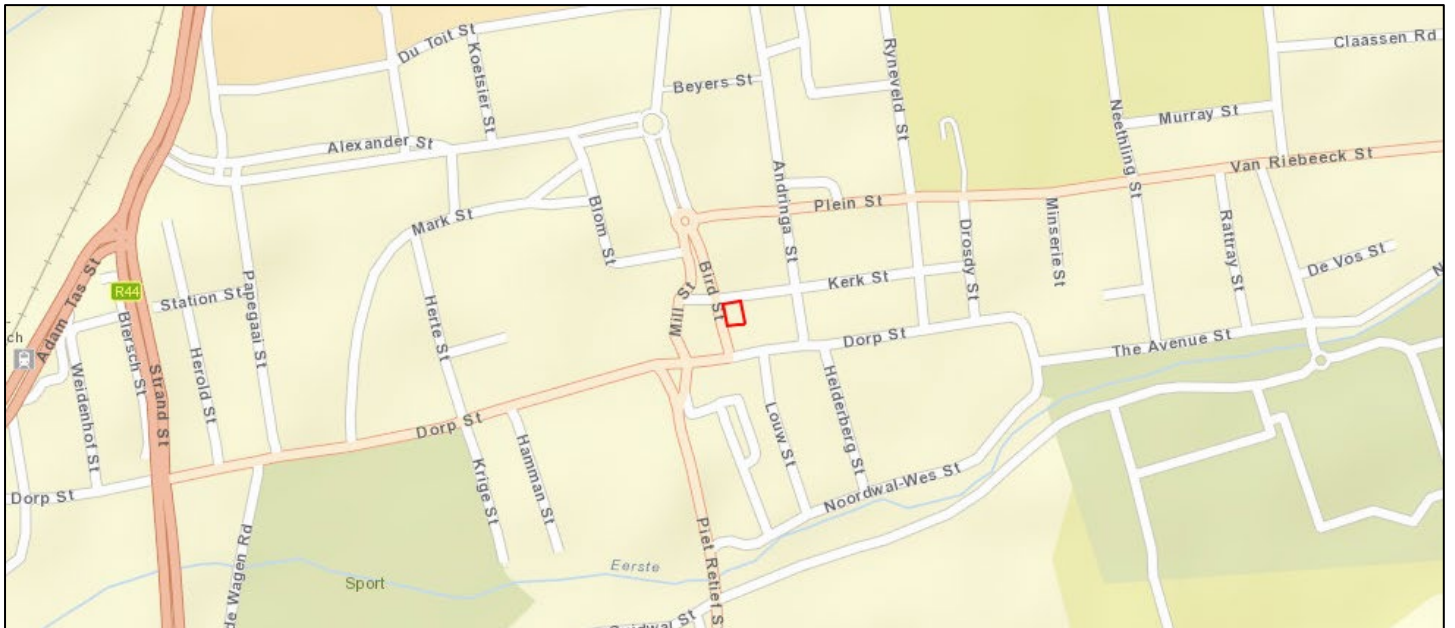 Du Toit St
Koetsier St
Beyers St
Ryneveld St
Claassen Rd
Neethling St
Murray St
Alexander St
Van Riebeeck St
Andringa St
Plein St
Mark St
Blom St
Drosdy St
Minserie St
Rattray St
De Vos St
Adam Tas St
R44
Station St
Papegaai St
Bird St
Kerk St
Mill St
Herte St
Blersch St
Herold St
Dorp St
The Avenue St
Weidenhof St
Strand St
Dorp St
Louw St
Helderberg St
Hamman St
Krige St
Dorp St
Noordwal-Wes St
de Wagen Rd
Piet Retief S
Eerste
Sport
ch
N